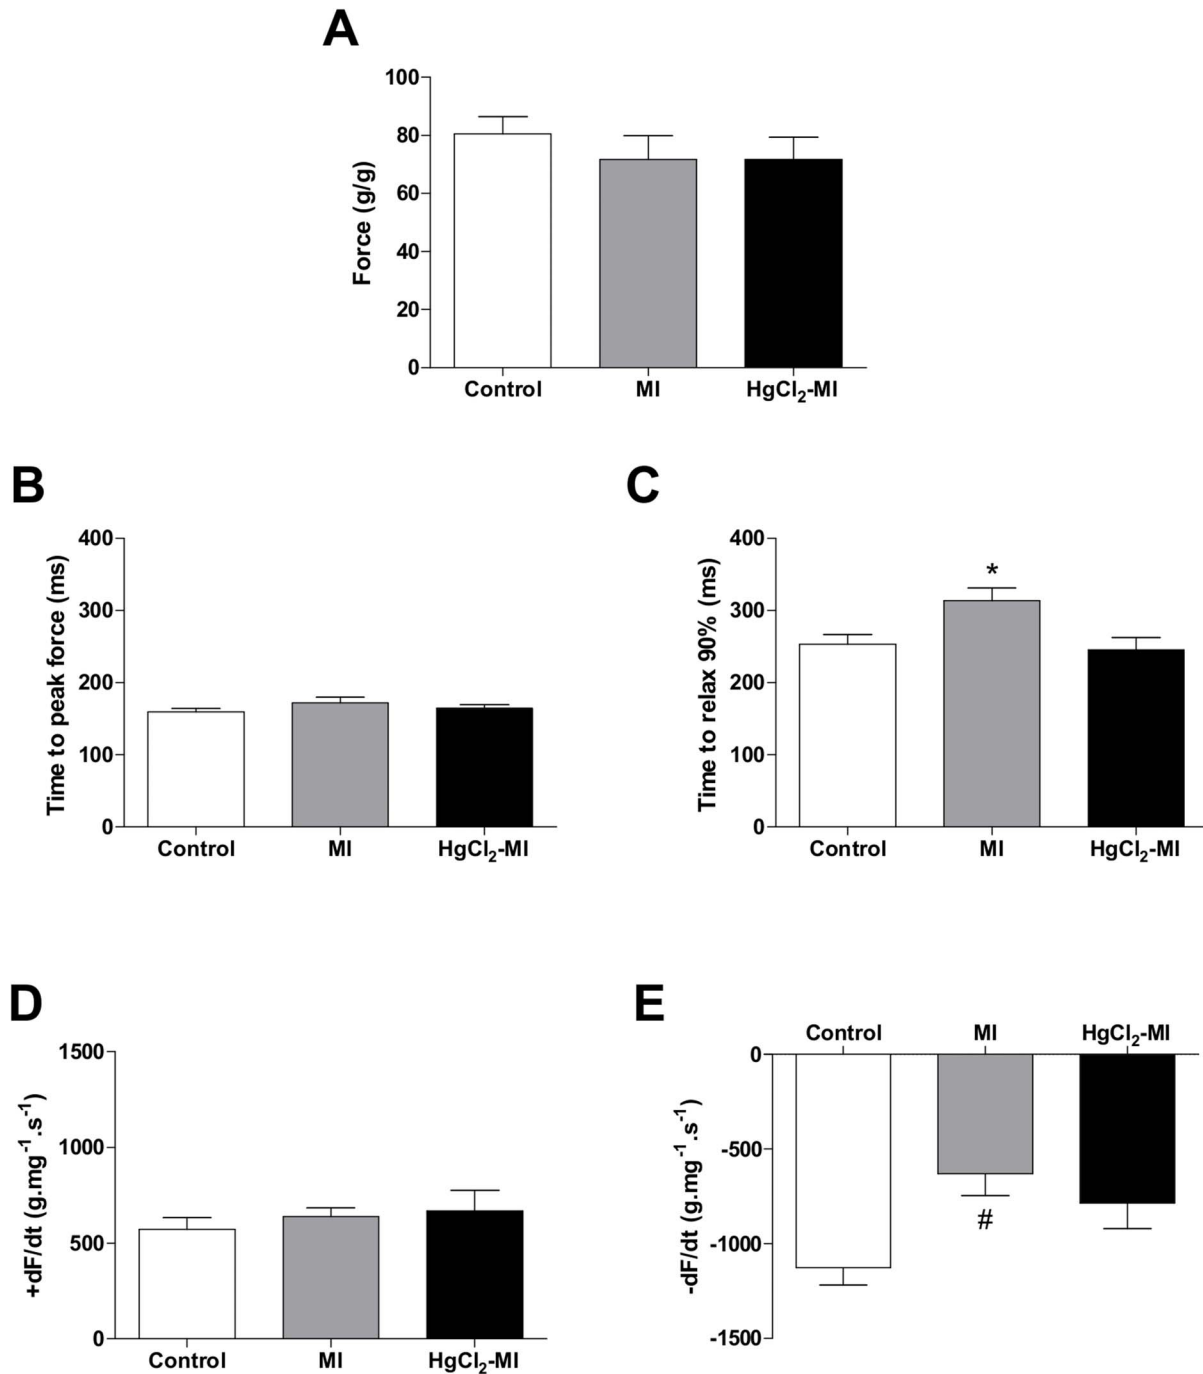 A
100
80
60
40
20
0
Force (g/g)
Control MI HgCl₂-MI
B
400
300
200
100
0
Time to peak force (ms)
Control MI HgCl₂-MI
C
400
300
200
100
0
Time to relax 90% (ms)
*
Control MI HgCl₂-MI
D
1500
1000
500
0
+dF/dt (g.mg⁻¹.s⁻¹)
Control MI HgCl₂-MI
E
Control MI HgCl₂-MI
0
-500
-1000
-1500
-dF/dt (g.mg⁻¹.s⁻¹)
#